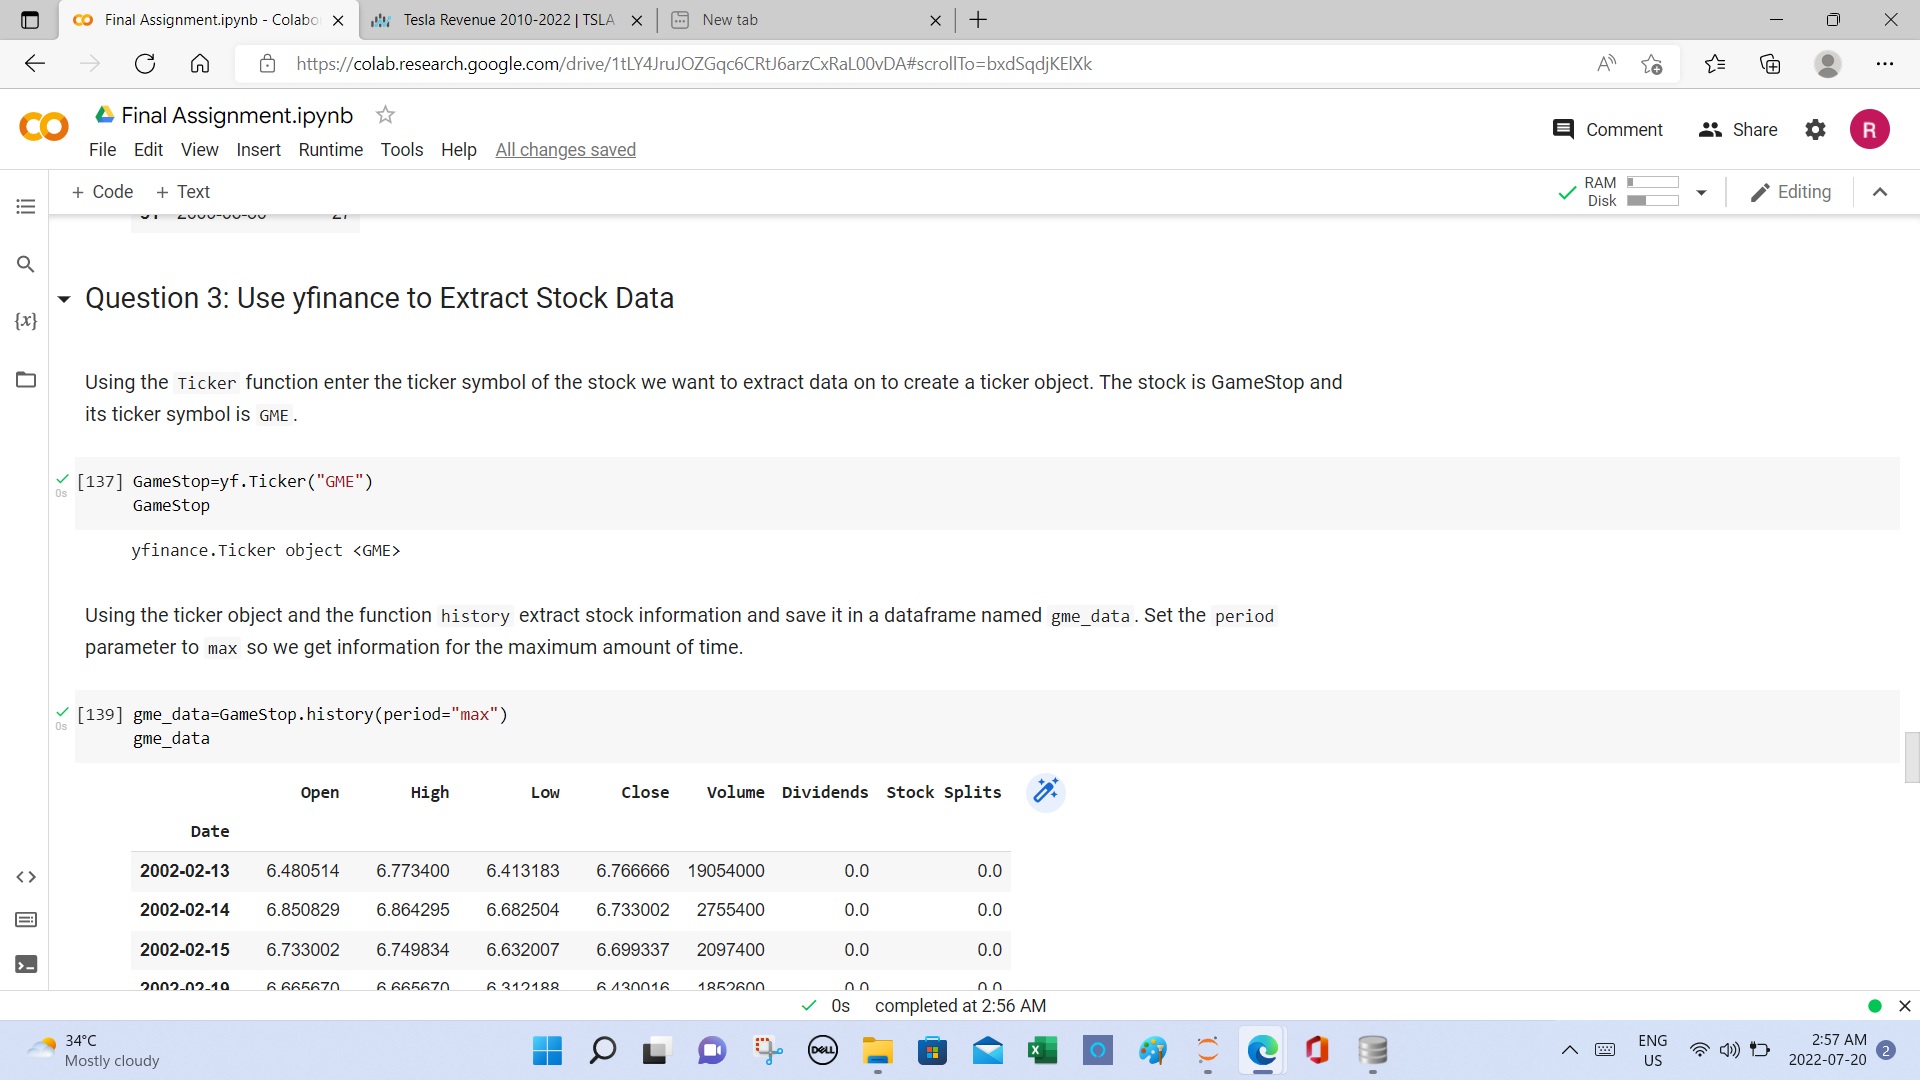 Final Assignment.ipynb - Colabo
Tesla Revenue 2010-2022 | TSLA
New tab
https://colab.research.google.com/drive/1tLY4JruJOZGqc6CRtJ6arzCxRaL00vDA#scrollTo=bxdSqdjKElXk
Final Assignment.ipynb
Comment
Share
R
File Edit View Insert Runtime Tools Help All changes saved
+ Code + Text
RAM
Disk
Editing
Question 3: Use yfinance to Extract Stock Data
{x}
Using the Ticker function enter the ticker symbol of the stock we want to extract data on to create a ticker object. The stock is GameStop and
its ticker symbol is GME.
[137] GameStop=yf.Ticker("GME")
0s
GameStop
yfinance.Ticker object <GME>
Using the ticker object and the function history extract stock information and save it in a dataframe named gme_data. Set the period
parameter to max so we get information for the maximum amount of time.
[139] gme_data=GameStop.history(period="max")
0s
gme_data
Open High Low Close Volume Dividends Stock Splits
Date
2002-02-13 6.480514 6.773400 6.413183 6.766666 19054000 0.0 0.0
2002-02-14 6.850829 6.864295 6.682504 6.733002 2755400 0.0 0.0
2002-02-15 6.733002 6.749834 6.632007 6.699337 2097400 0.0 0.0
2002-02-19 6.665670 6.665670 6.312188 6.430016 1852600 0.0 0.0
0s completed at 2:56 AM
34°C
Mostly cloudy
DELL
ENG
US
2:57 AM
2022-07-20
2